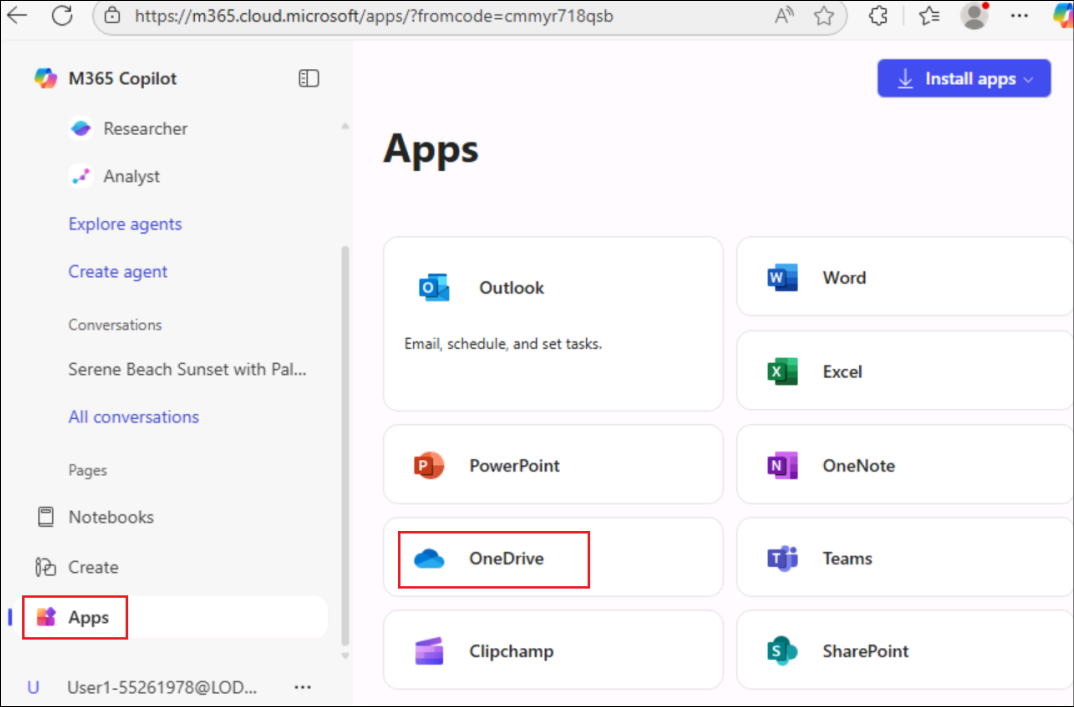 https://m365.cloud.microsoft/apps/?fromcode=cmmyr718qsb
M365 Copilot
Researcher
Analyst
Explore agents
Create agent
Conversations
Serene Beach Sunset with Pal...
All conversations
Pages
Notebooks
Create
Apps
U User1-55261978@LOD...
Install apps
Apps
Outlook
Email, schedule, and set tasks.
Word
Excel
PowerPoint
OneNote
OneDrive
Teams
Clipchamp
SharePoint